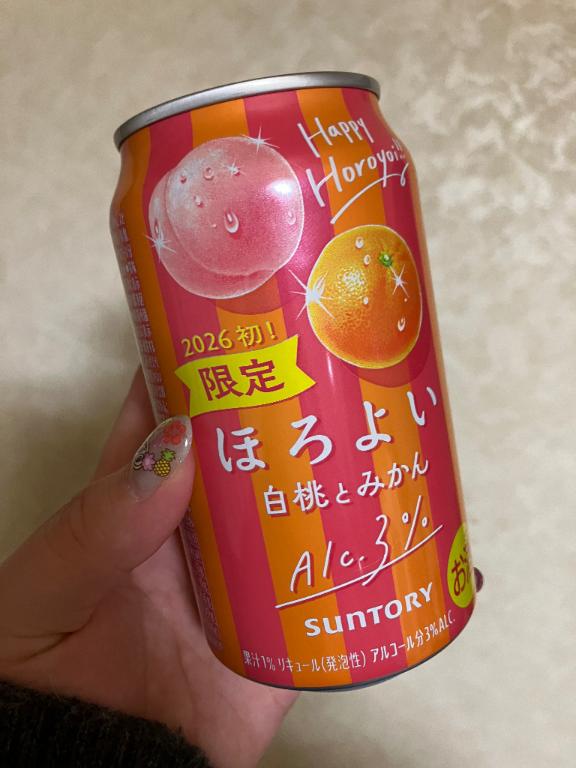 Happy
Horoyoi!!
2026 初!
限定
ほろよい
白桃とみかん
Alc.3%
SUNTORY
果汁1% リキュール(発泡性) アルコール分3% ALC.